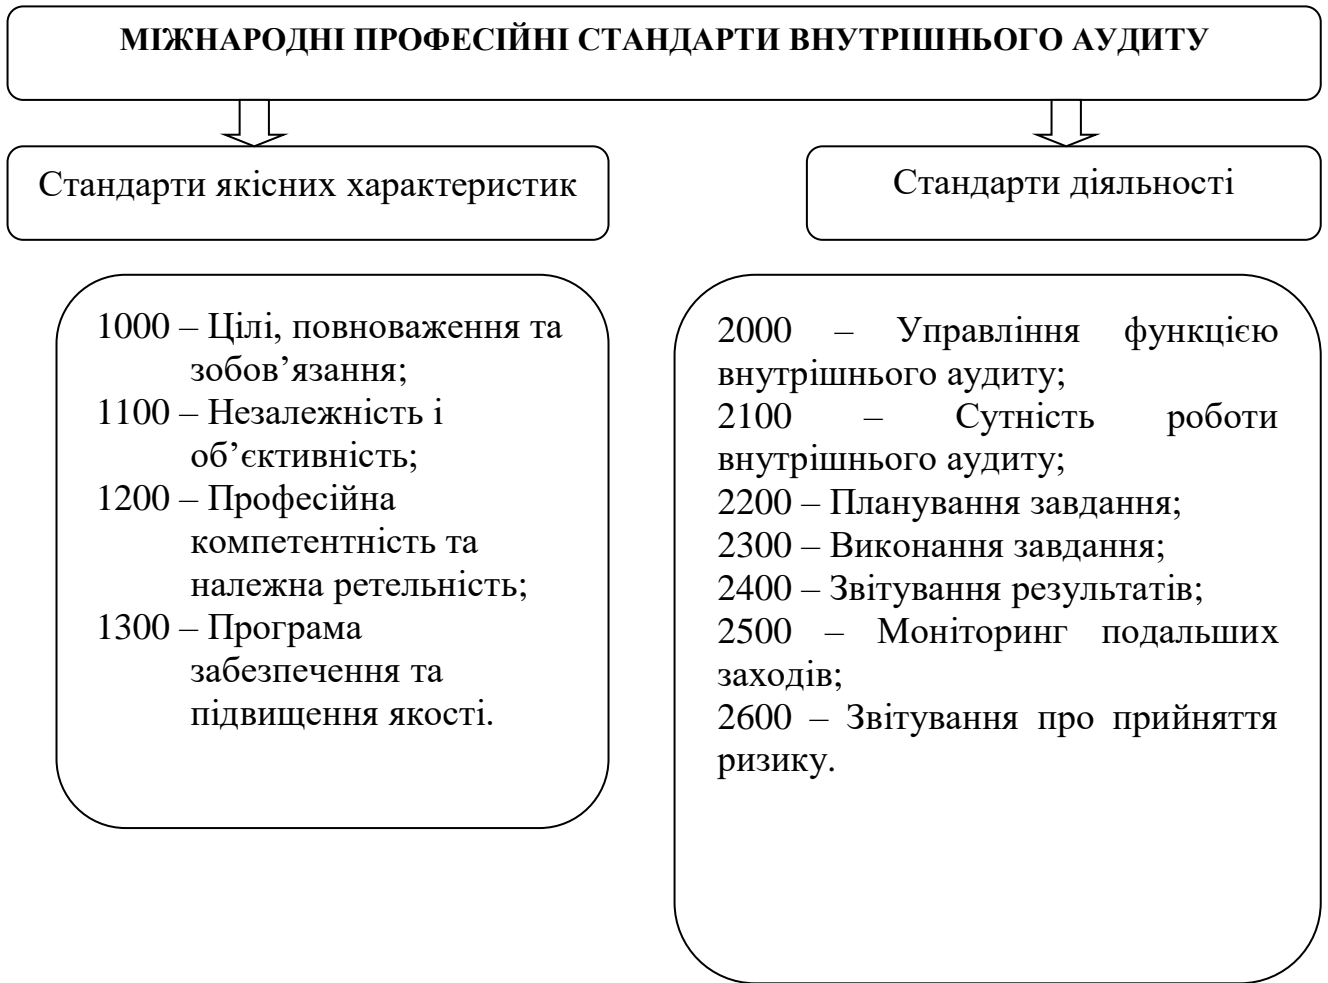 МІЖНАРОДНІ ПРОФЕСІЙНІ СТАНДАРТИ ВНУТРІШНЬОГО АУДИТУ
Стандарти якісних характеристик
Стандарти діяльності
1000 – Цілі, повноваження та
зобов’язання;
1100 – Незалежність і
об’єктивність;
1200 – Професійна
компетентність та
належна ретельність;
1300 – Програма
забезпечення та
підвищення якості.
2000 – Управління функцією
внутрішнього аудиту;
2100 – Сутність роботи
внутрішнього аудиту;
2200 – Планування завдання;
2300 – Виконання завдання;
2400 – Звітування результатів;
2500 – Моніторинг подальших
заходів;
2600 – Звітування про прийняття
ризику.